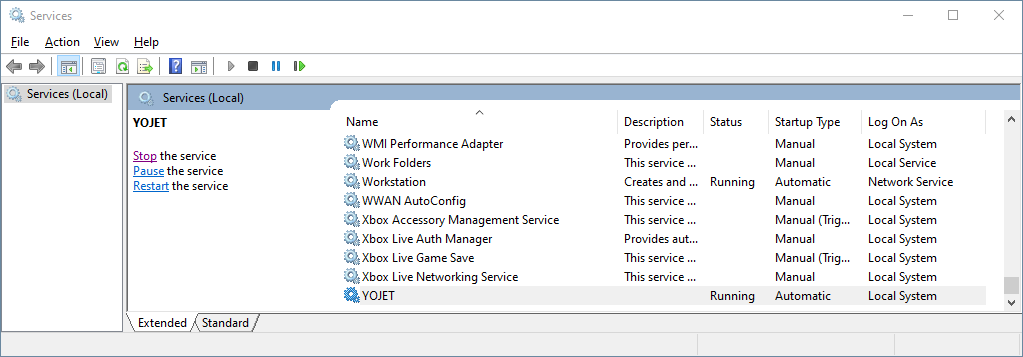 Services
File Action View Help
Services (Local)
Services (Local)
YOJET
Stop the service
Pause the service
Restart the service
Name Description Status Startup Type Log On As
WMI Performance Adapter Provides per... Manual Local System
Work Folders This service ... Manual Local Service
Workstation Creates and ... Running Automatic Network Service
WWAN AutoConfig This service ... Manual Local System
Xbox Accessory Management Service This service ... Manual (Trig... Local System
Xbox Live Auth Manager Provides aut... Manual Local System
Xbox Live Game Save This service ... Manual (Trig... Local System
Xbox Live Networking Service This service ... Manual Local System
YOJET Running Automatic Local System
Extended Standard